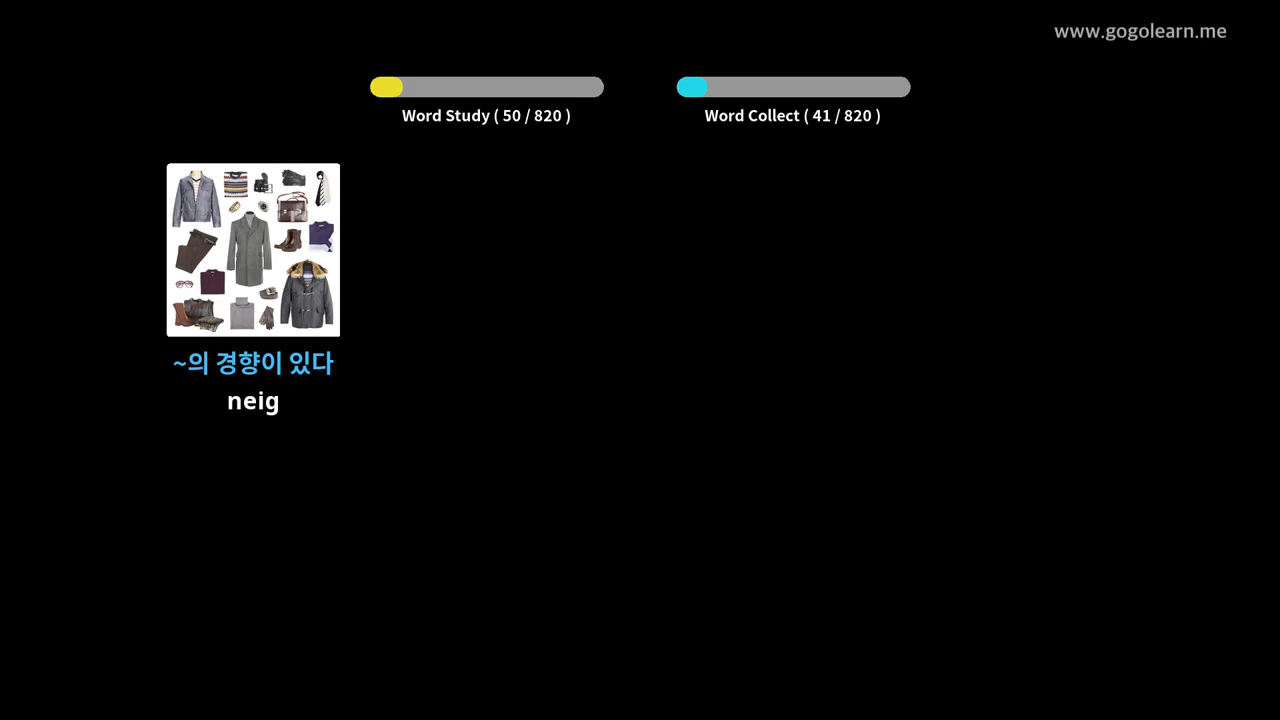 www.gogolearn.me
Word Study ( 50 / 820 )
Word Collect ( 41 / 820 )
~의 경향이 있다
neig